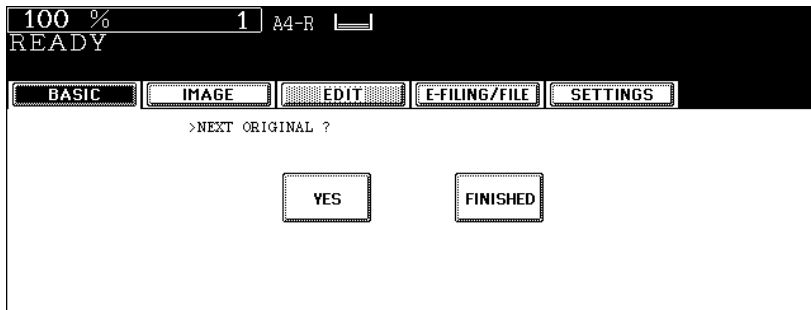 100 % 1 A4-R
READY
BASIC IMAGE EDIT E-FILING/FILE SETTINGS
>NEXT ORIGINAL ?
YES FINISHED